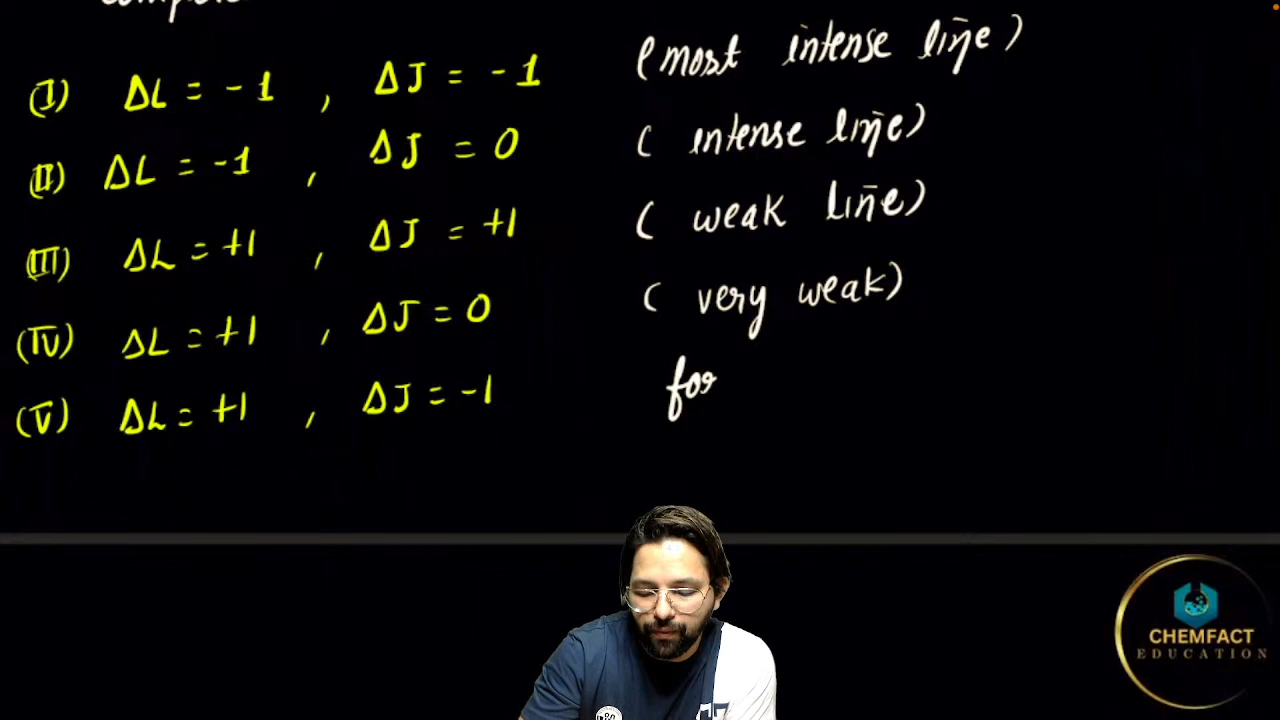 (I) ΔL = -1 , ΔJ = -1 (most intense line)
(II) ΔL = -1 , ΔJ = 0 ( intense line)
(III) ΔL = +1 , ΔJ = +1 ( weak line)
(IV) ΔL = +1 , ΔJ = 0 ( very weak)
(V) ΔL = +1 , ΔJ = -1 for
CHEMFACT
EDUCATION